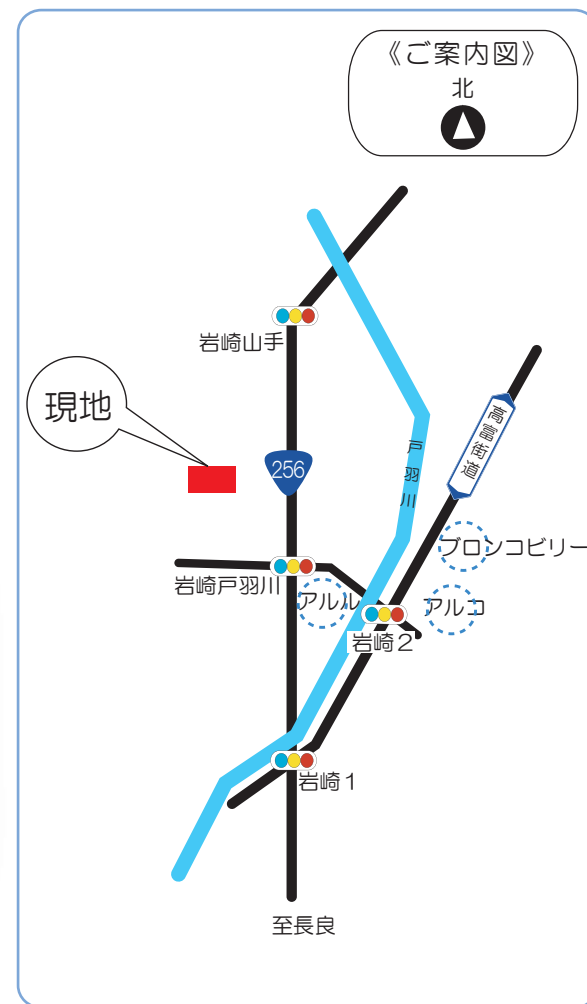 《ご案内図》
北
岩崎山手
現地
高富街道
戸羽川
256
ブロンコビリー
岩崎戸羽川
アルル
アルコ
岩崎2
岩崎1
至長良